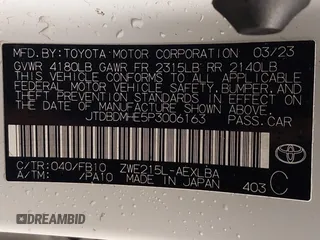 MFD.BY:TOYOTA MOTOR CORPORATION 03/23
GVWR 4180LB GAWR FR 2315LB RR 2140LB
THIS VEHICLE CONFORMS TO ALL APPLICABLE
FEDERAL MOTOR VEHICLE SAFETY,BUMPER,AND
THEFT PREVENTION STANDARDS IN EFFECT ON THE
DATE OF MANUFACTURE SHOWN ABOVE.
JTDBDMHE5P3006163 PASS.CAR
C/TR:040/FB10 ZWE215L-AEXLBA
A/TM: /PA10 MADE IN JAPAN 403 C
TOYOTA
DREAMBID